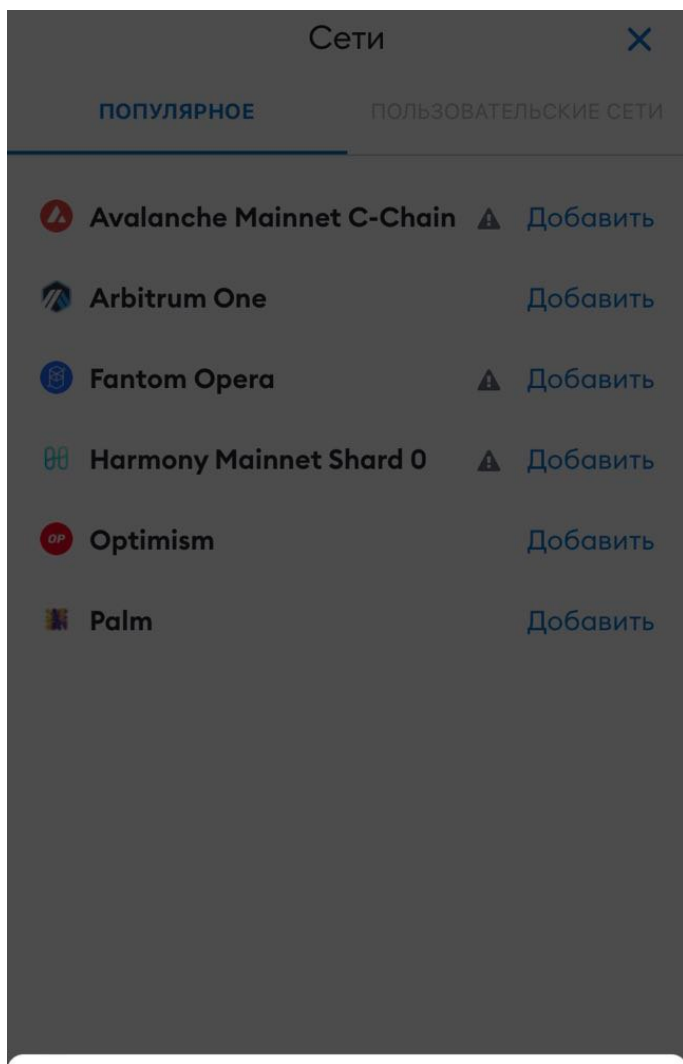 Сети
ПОПУЛЯРНОЕ ПОЛЬЗОВАТЕЛЬСКИЕ СЕТИ
Avalanche Mainnet C-Chain Добавить
Arbitrum One Добавить
Fantom Opera Добавить
Harmony Mainnet Shard 0 Добавить
OP Optimism Добавить
Palm Добавить